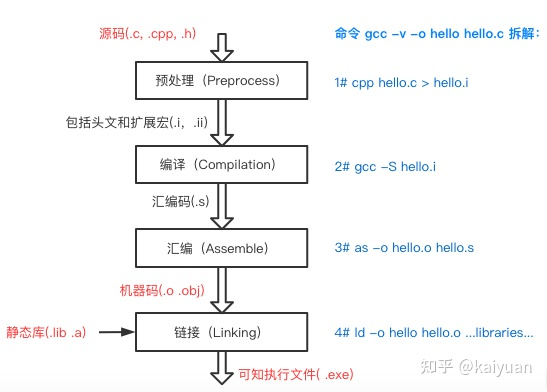 源码(.c, .cpp, .h)
命令 gcc -v -o hello hello.c 拆解：
预处理（Preprocess）
1# cpp hello.c > hello.i
包括头文和扩展宏(.i, .ii)
编译（Compilation）
2# gcc -S hello.i
汇编码(.s)
汇编（Assemble）
3# as -o hello.o hello.s
机器码(.o .obj)
静态库(.lib .a)
链接（Linking）
4# ld -o hello hello.o ...libraries...
可知执行文件( .exe)
知乎 @kaiyuan